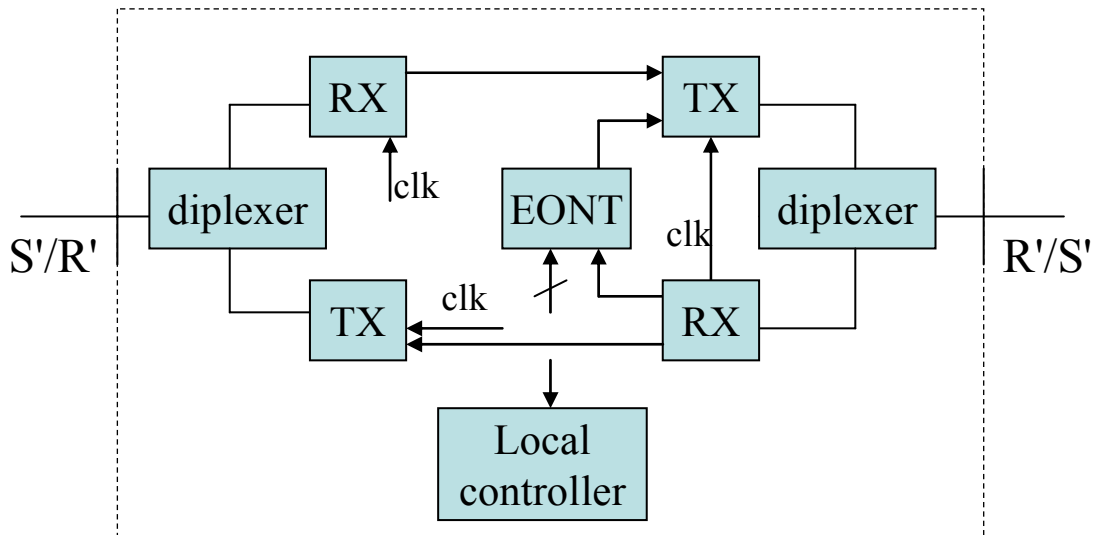 RX
TX
clk
diplexer
EONT
clk
diplexer
S'/R'
R'/S'
clk
TX
RX
Local
controller